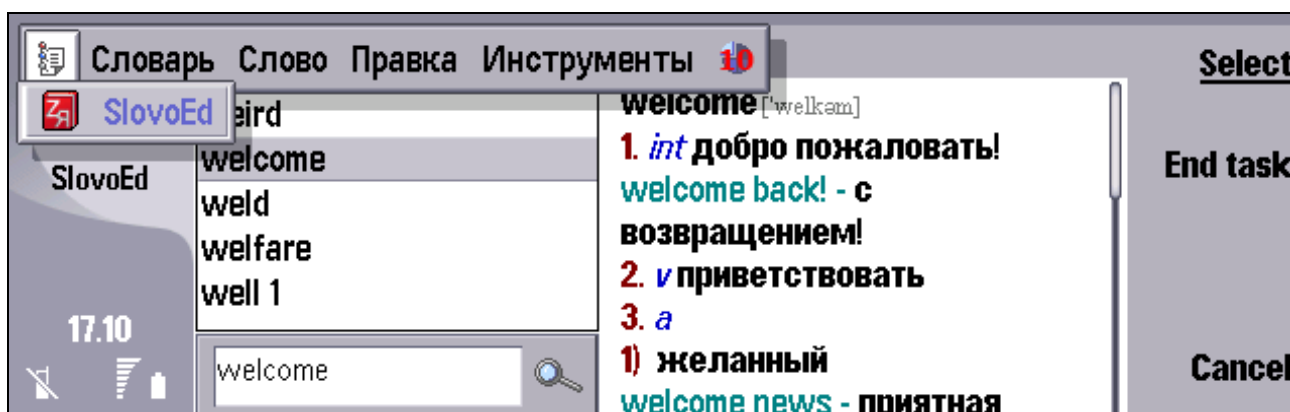 Словарь Слово Правка Инструменты 10
SlovoEd
SlovoEd
17.10
eird
welcome
weld
welfare
well 1
welcome
welcome ['welkəm]
1. int добро пожаловать!
welcome back! - с
возвращением!
2. v приветствовать
3. a
1) желанный
welcome news - приятная
Select
End task
Cancel